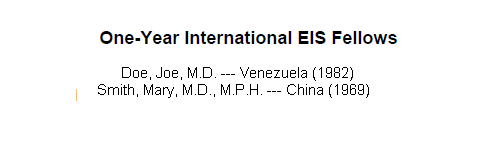 One-Year International EIS Fellows
Doe, Joe, M.D. --- Venezuela (1982)
Smith, Mary, M.D., M.P.H. --- China (1969)